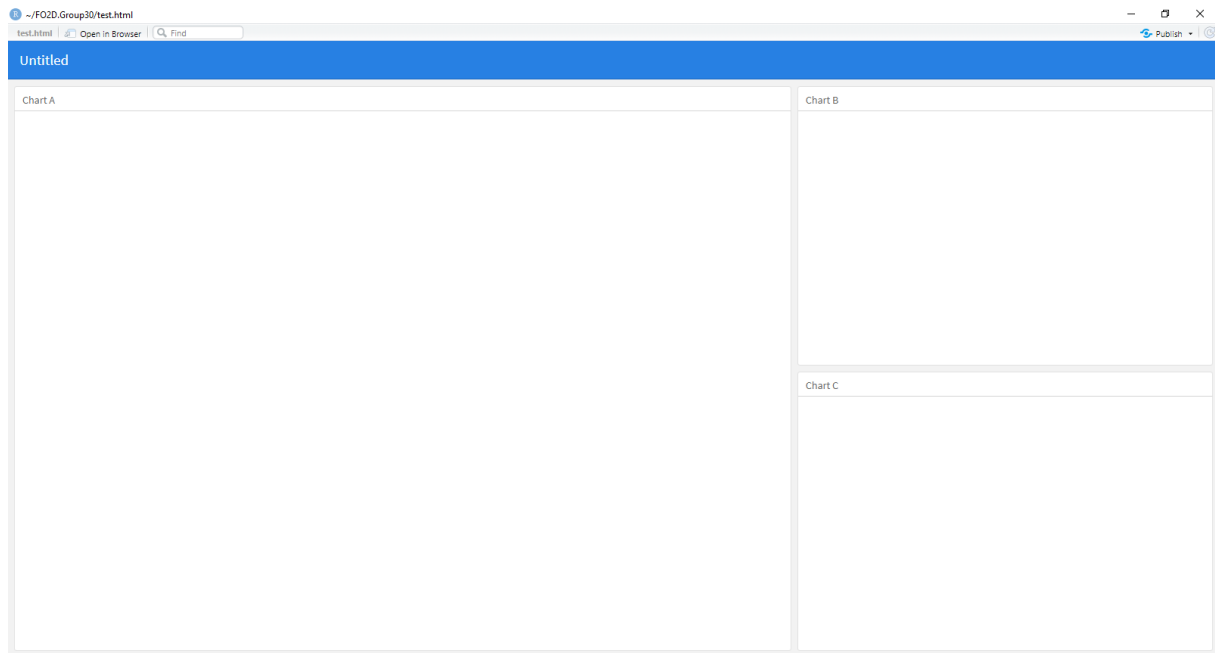 ~/FO2D.Group30/test.html
test.html Open in Browser Find Publish
Untitled
Chart A
Chart B
Chart C